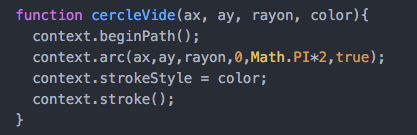 function cercleVide(ax, ay, rayon, color){
  context.beginPath();
  context.arc(ax,ay,rayon,0,Math.PI*2,true);
  context.strokeStyle = color;
  context.stroke();
}